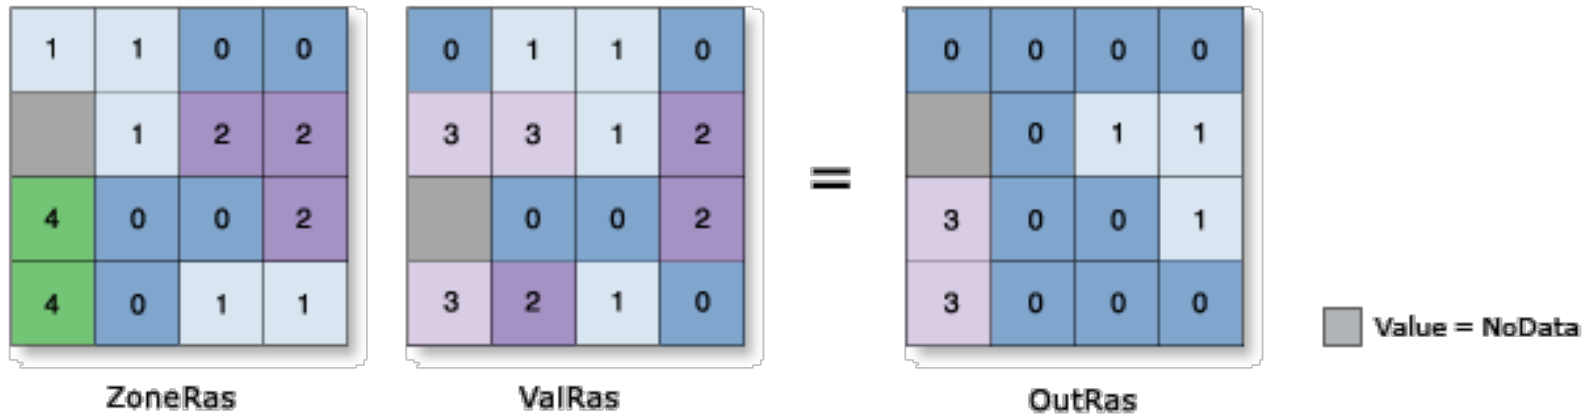 1 1 0 0 0 1 1 0 0 0 0 0
1 2 2 3 3 1 2 = 0 1 1
4 0 0 2 0 0 2 3 0 0 1
4 0 1 1 3 2 1 0 3 0 0 0
Value = NoData
ZoneRas ValRas OutRas